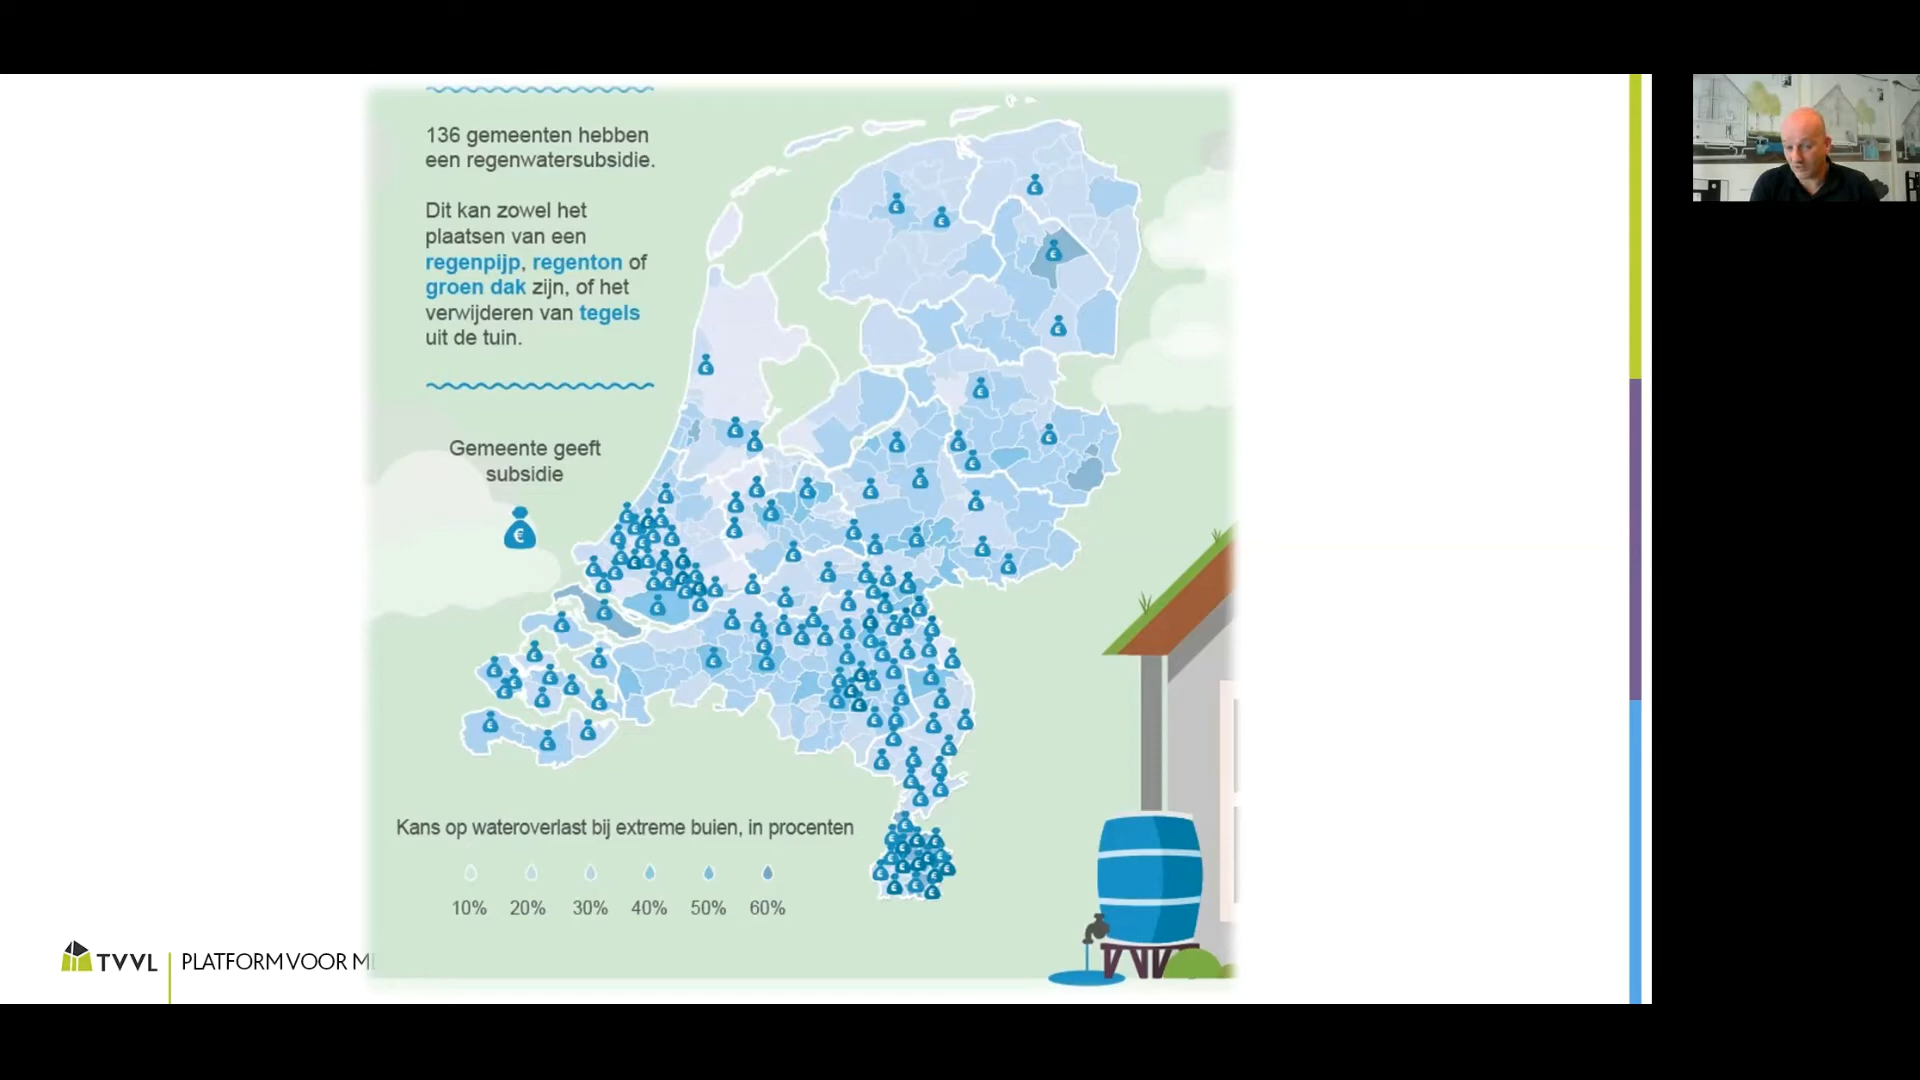 136 gemeenten hebben
een regenwatersubsidie.
Dit kan zowel het
plaatsen van een
regenpijp, regenton of
groen dak zijn, of het
verwijderen van tegels
uit de tuin.
Gemeente geeft
subsidie
€
Kans op wateroverlast bij extreme buien, in procenten
10% 20% 30% 40% 50% 60%
TVVL PLATFORM VOOR M